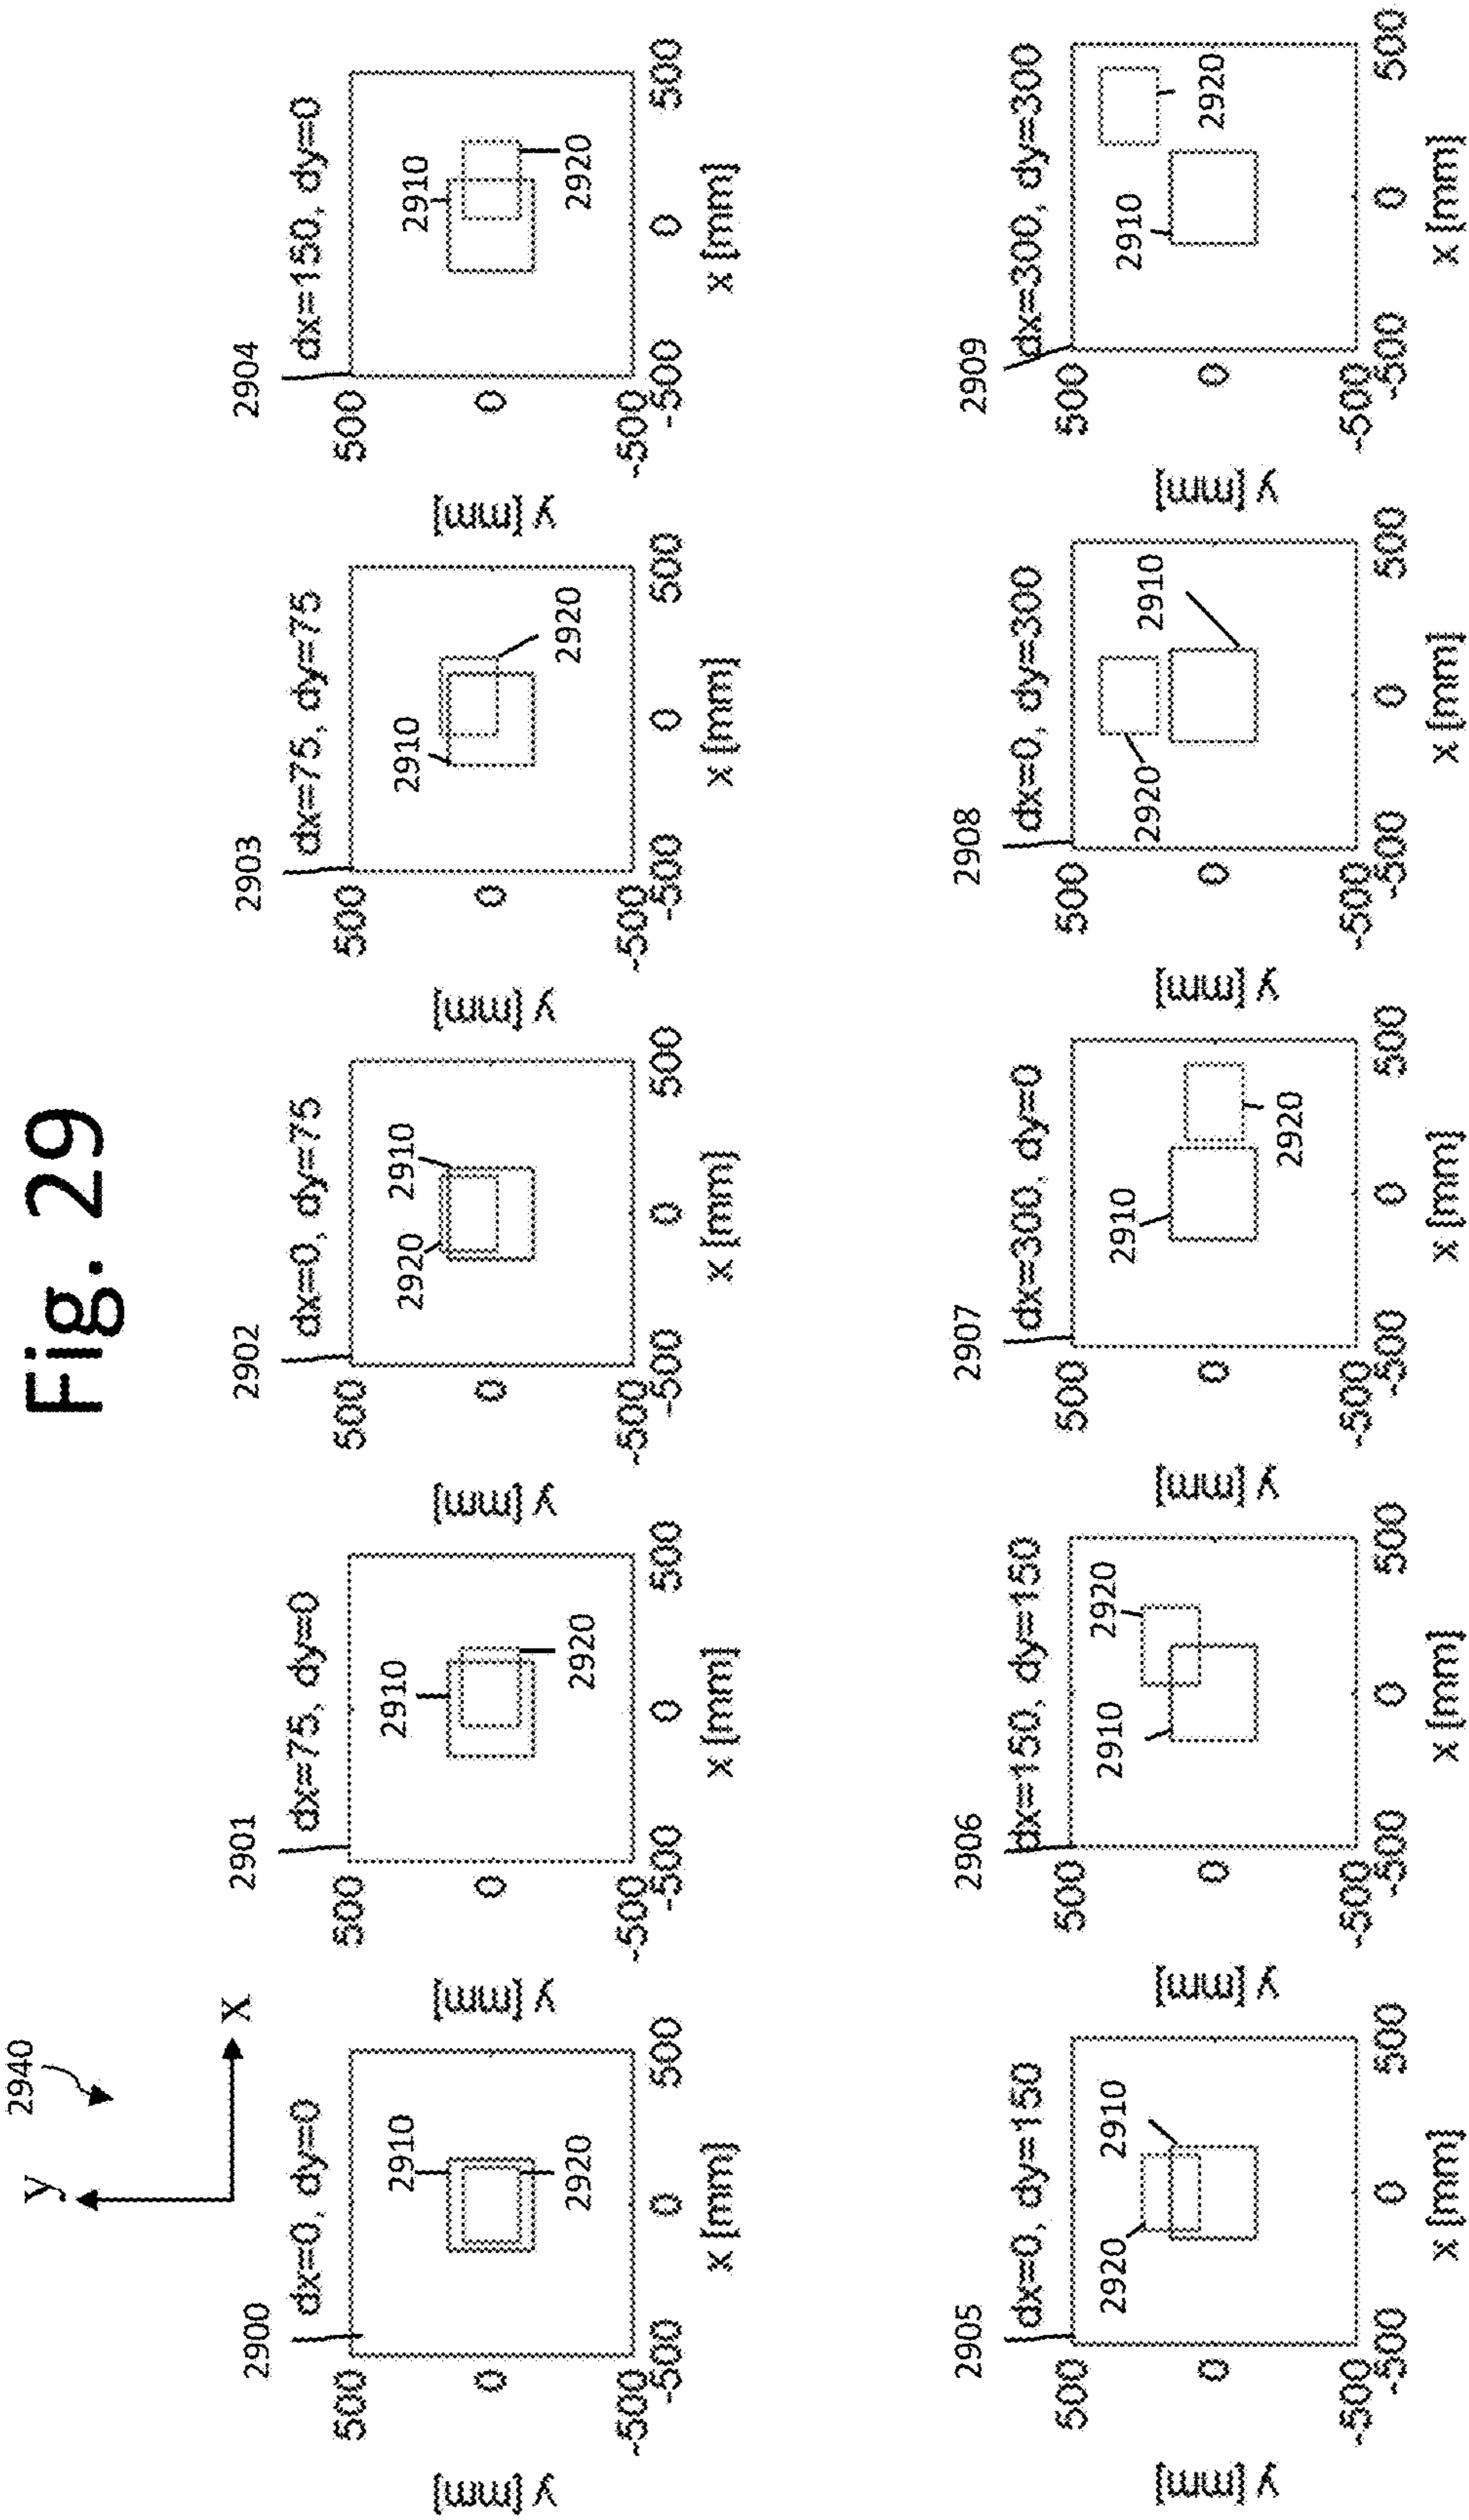 Fig. 29
2940
y
x
2900
dx=0, dy=0
2910
2920
500
0
-500
-500
0
500
y [mm]
x [mm]
2901
dx=75, dy=0
2910
2920
500
0
-500
-500
0
500
y [mm]
x [mm]
2902
dx=0, dy=75
2910
2920
500
0
-500
-500
0
500
y [mm]
x [mm]
2903
dx=75, dy=75
2910
2920
500
0
-500
-500
0
500
y [mm]
x [mm]
2904
dx=150, dy=0
2910
2920
500
0
-500
-500
0
500
y [mm]
x [mm]
2905
dx=0, dy=150
2910
2920
500
0
-500
-500
0
500
y [mm]
x [mm]
2906
dx=150, dy=150
2920
2910
500
0
-500
-500
0
500
y [mm]
x [mm]
2907
dx=300, dy=0
2910
2920
500
0
-500
-500
0
500
y [mm]
x [mm]
2908
dx=0, dy=300
2910
2920
500
0
-500
-500
0
500
y [mm]
x [mm]
2909
dx=300, dy=300
2910
2920
500
0
-500
-500
0
500
y [mm]
x [mm]